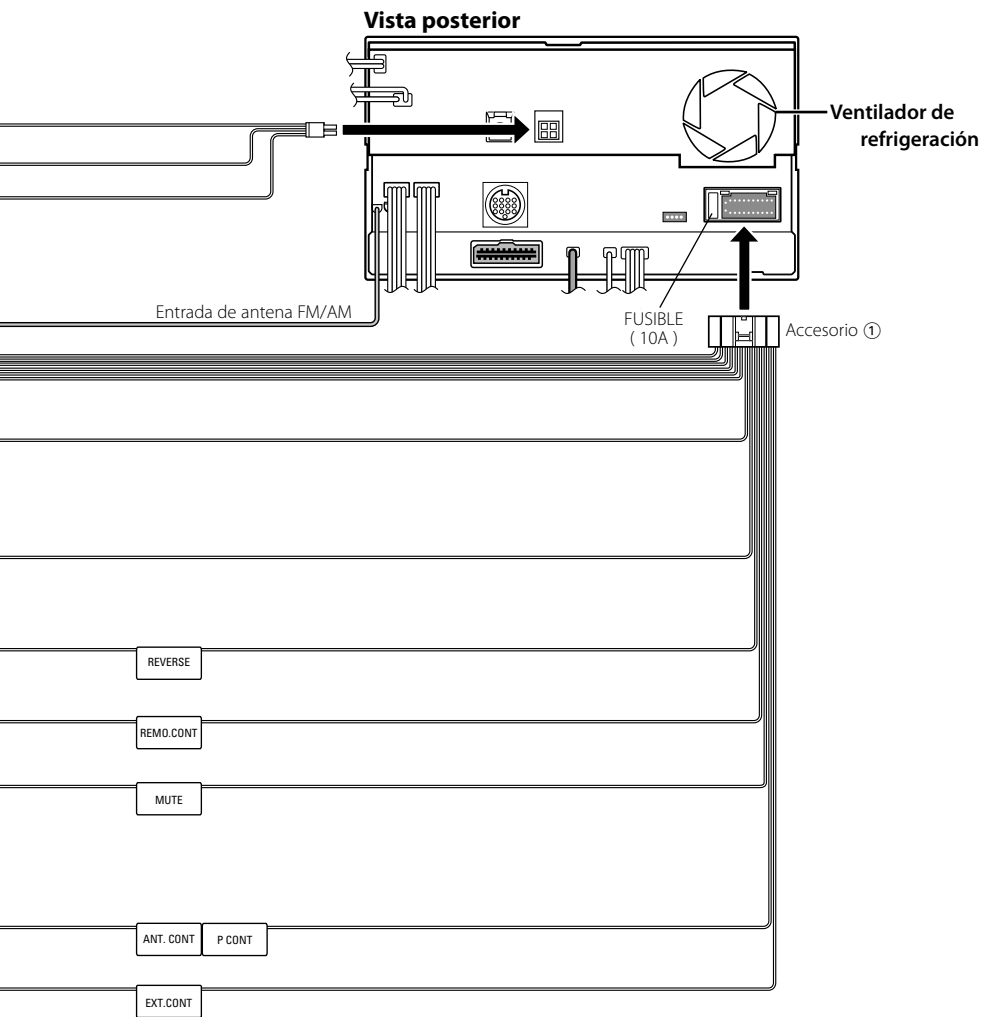 Vista posterior
Ventilador de
refrigeración
Entrada de antena FM/AM
FUSIBLE
( 10A )
Accesorio ①
REVERSE
REMO.CONT
MUTE
ANT. CONT
P CONT
EXT.CONT